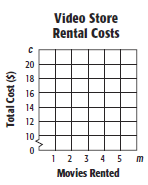 Video Store
Rental Costs
c
20
18
16
14
12
10
0
Total Cost ($)
1 2 3 4 5 m
Movies Rented